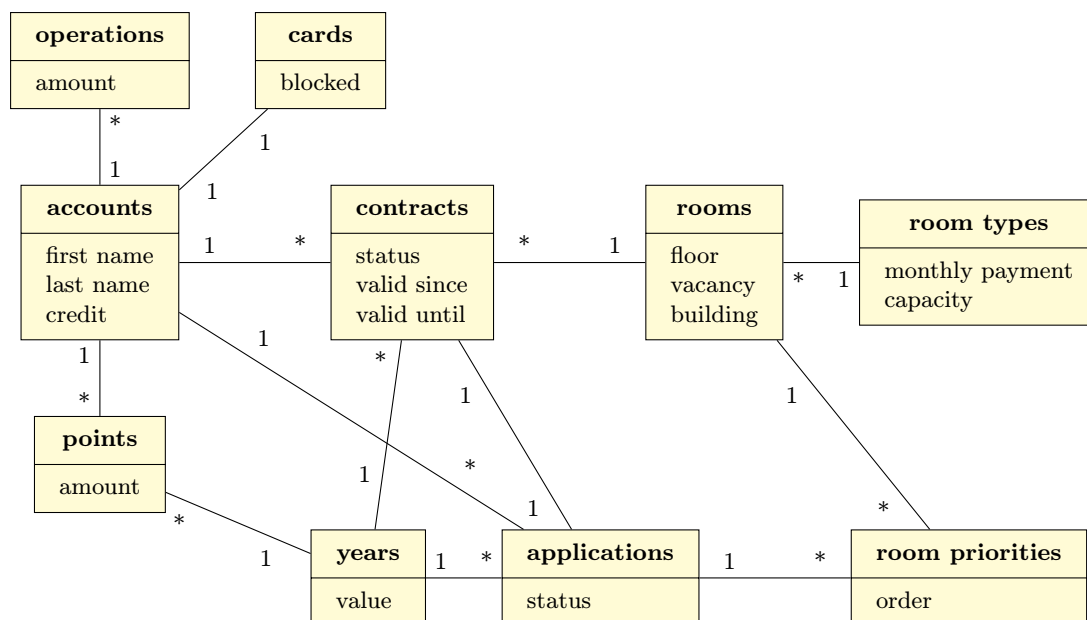 operations
amount
cards
blocked
*
1
1
1
accounts
first name
last name
credit
1
*
contracts
status
valid since
valid until
*
1
rooms
floor
vacancy
building
*
1
room types
monthly payment
capacity
1
*
1
*
*
1
1
1
1
*
points
amount
*
1
years
value
1
*
applications
status
1
*
room priorities
order